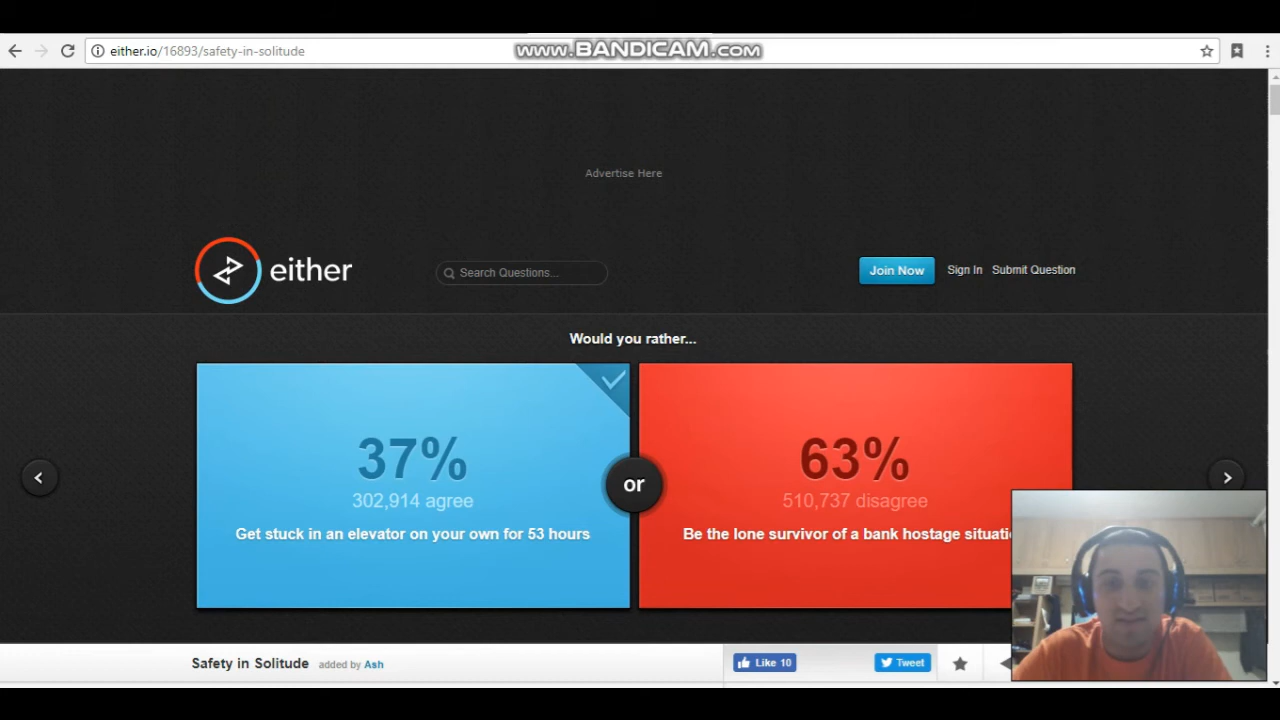 either.io/16893/safety-in-solitude
www.BANDICAM.com
Advertise Here
either
Search Questions...
Join Now
Sign In
Submit Question
Would you rather...
37%
302,914 agree
Get stuck in an elevator on your own for 53 hours
or
63%
510,737 disagree
Be the lone survivor of a bank hostage situati
Safety in Solitude added by Ash
Like 10
Tweet